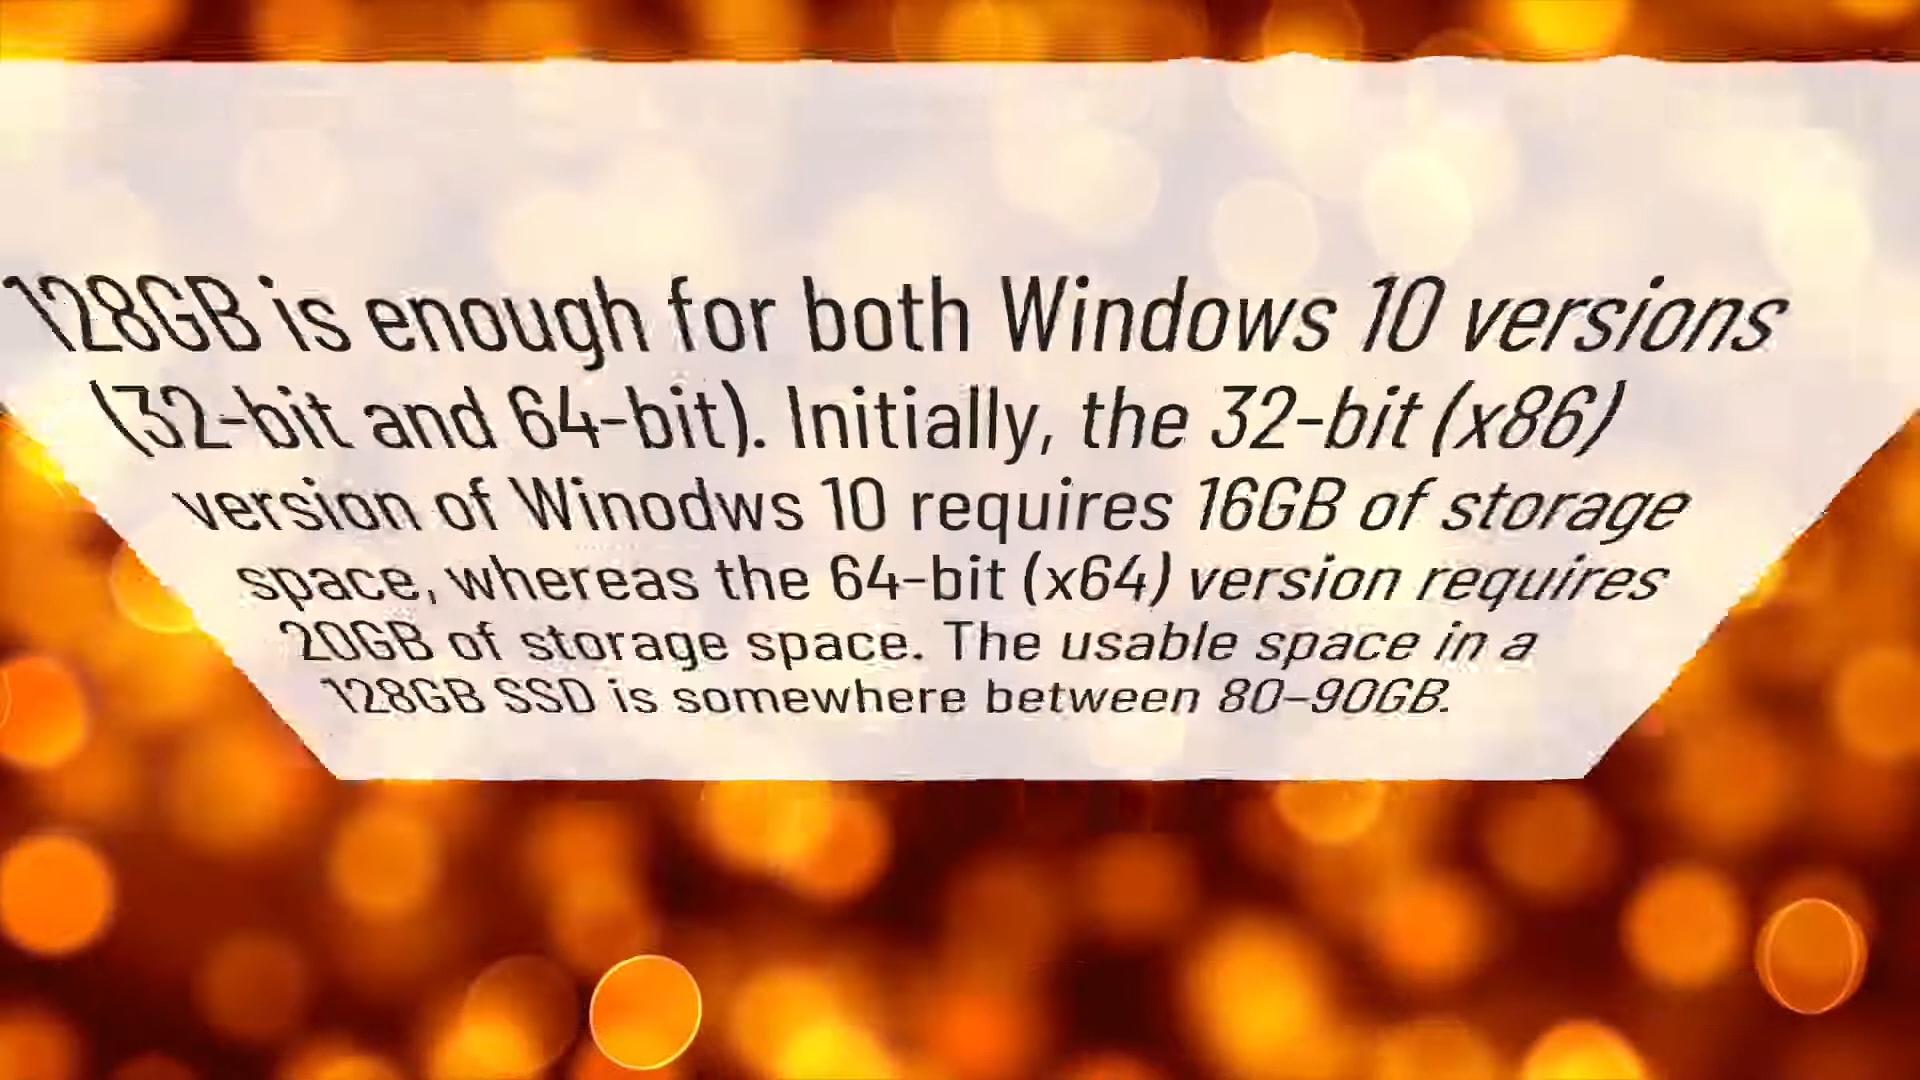 128GB is enough for both Windows 10 versions
(32-bit and 64-bit). Initially, the 32-bit (x86)
version of Winodws 10 requires 16GB of storage
space, whereas the 64-bit (x64) version requires
20GB of storage space. The usable space in a
128GB SSD is somewhere between 80-90GB.